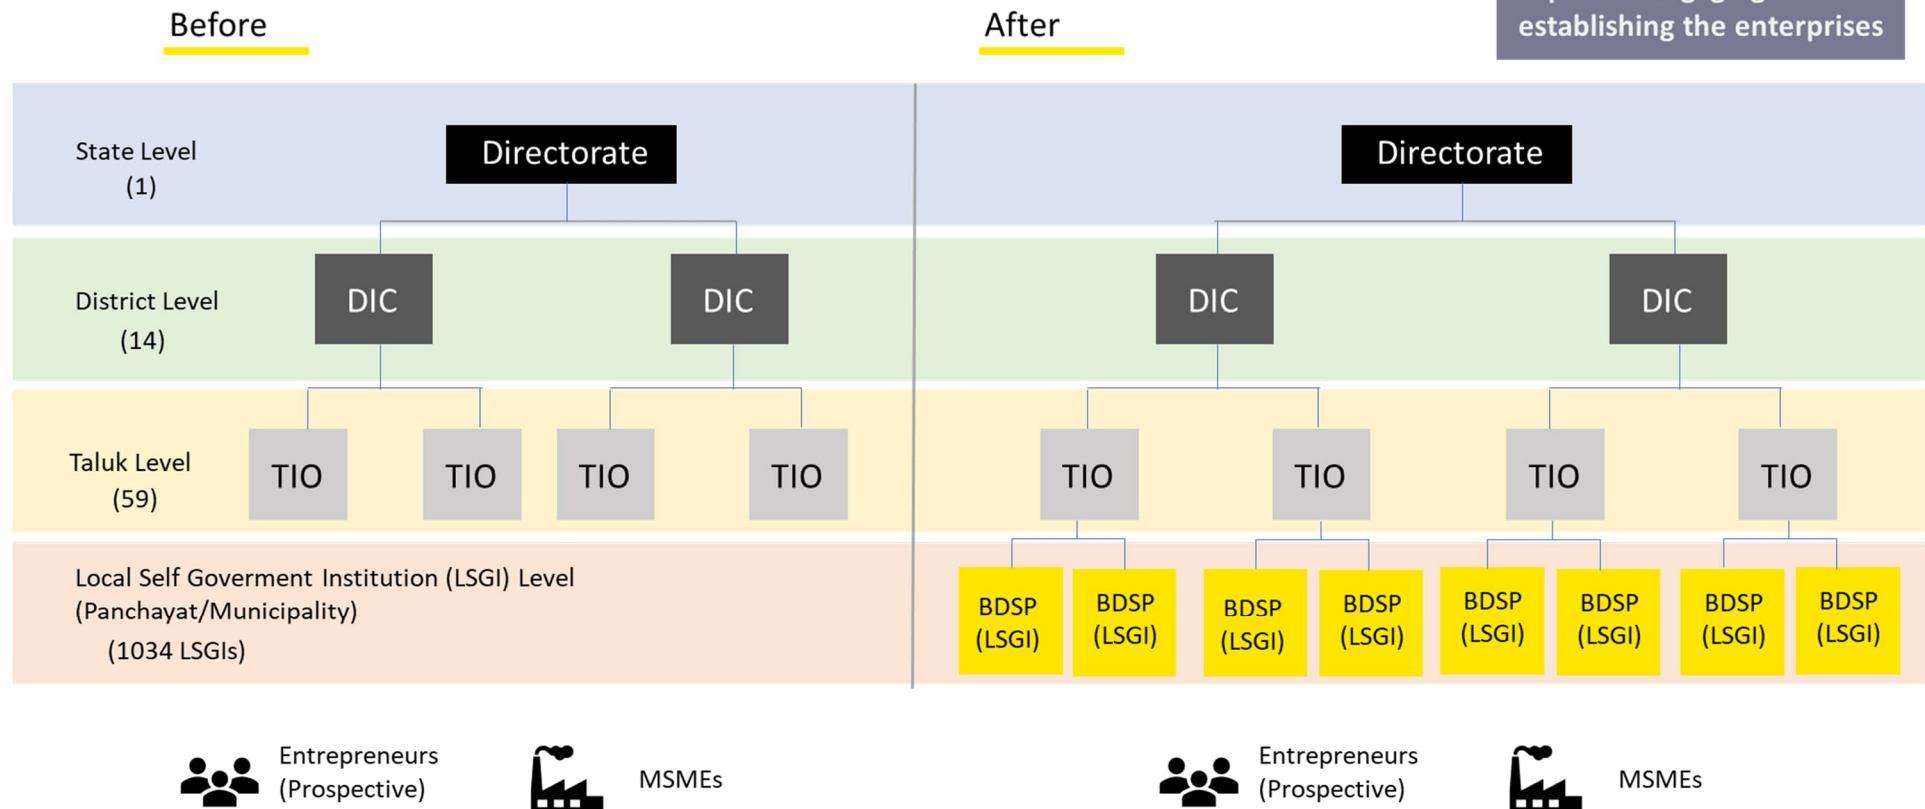 Before
After
establishing the enterprises
State Level
(1)
Directorate
Directorate
District Level
(14)
DIC
DIC
DIC
DIC
Taluk Level
(59)
TIO
TIO
TIO
TIO
TIO
TIO
TIO
TIO
Local Self Goverment Institution (LSGI) Level
(Panchayat/Municipality)
(1034 LSGIs)
BDSP
(LSGI)
BDSP
(LSGI)
BDSP
(LSGI)
BDSP
(LSGI)
BDSP
(LSGI)
BDSP
(LSGI)
BDSP
(LSGI)
BDSP
(LSGI)
Entrepreneurs
(Prospective)
MSMEs
Entrepreneurs
(Prospective)
MSMEs